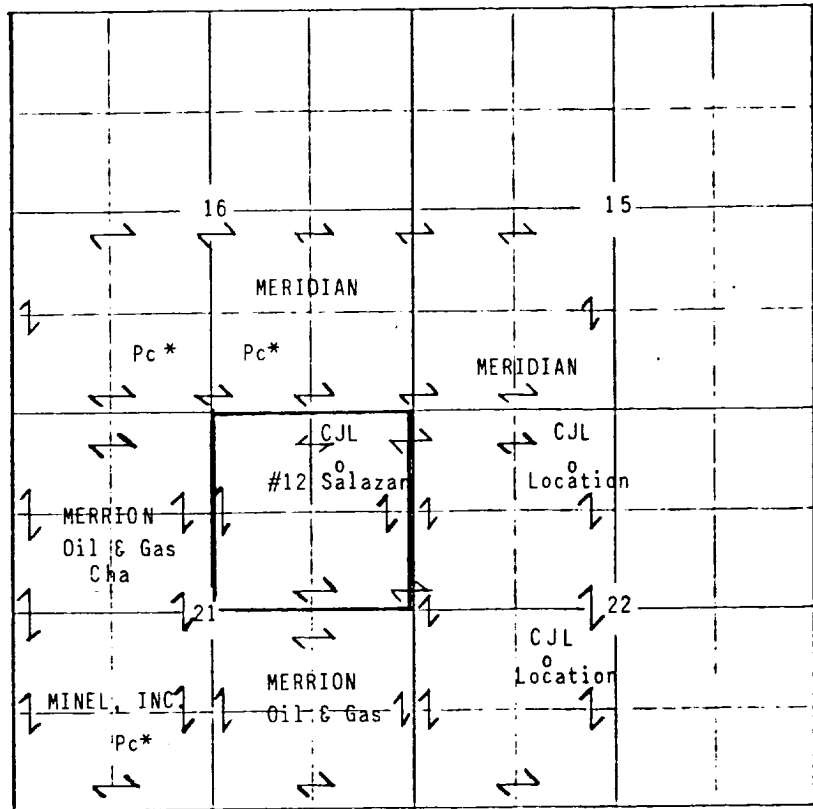 16
15
MERIDIAN
Pc *
Pc*
MERIDIAN
CJL
#12 Salazar
CJL
Location
MERRION
Oil & Gas
Cha
21
22
CJL
Location
MERRION
Oil & Gas
MINEL, INC.
Pc*